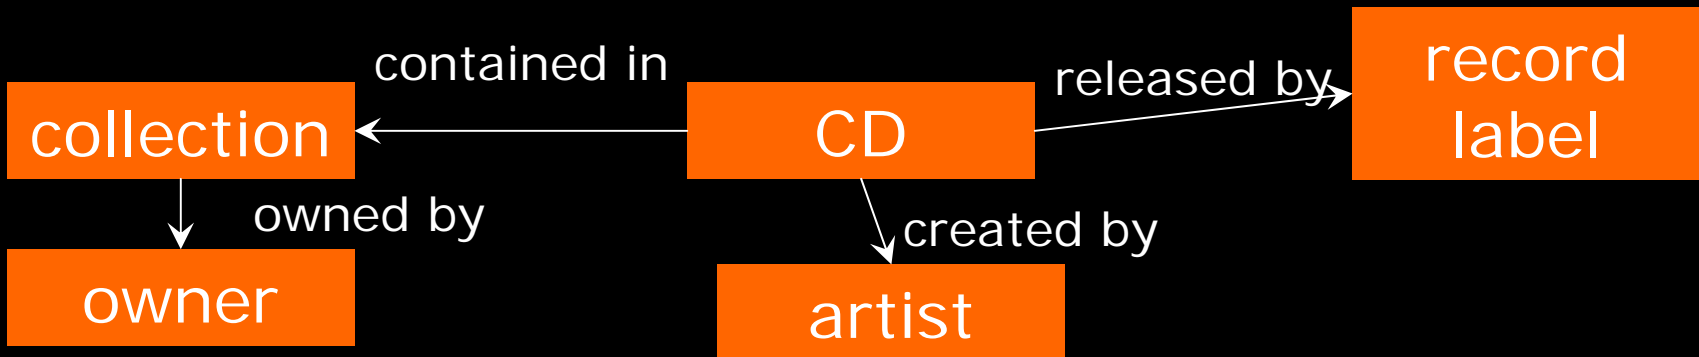 contained in
released by
record
label
collection
CD
owned by
created by
owner
artist